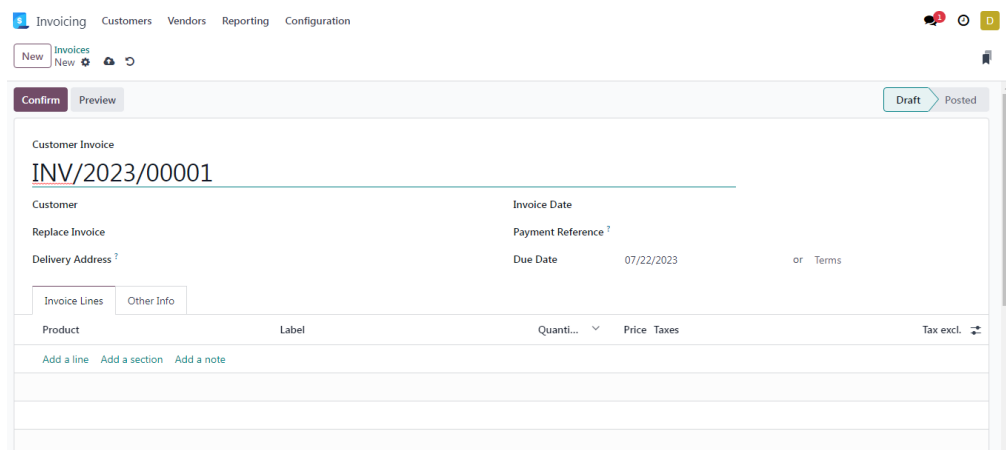 $ Invoicing Customers Vendors Reporting Configuration 1 D
New Invoices
New
Confirm Preview Draft Posted
Customer Invoice
INV/2023/00001
Customer Invoice Date
Replace Invoice Payment Reference ?
Delivery Address ? Due Date 07/22/2023 or Terms
Invoice Lines Other Info
Product Label Quanti... Price Taxes Tax excl.
Add a line Add a section Add a note